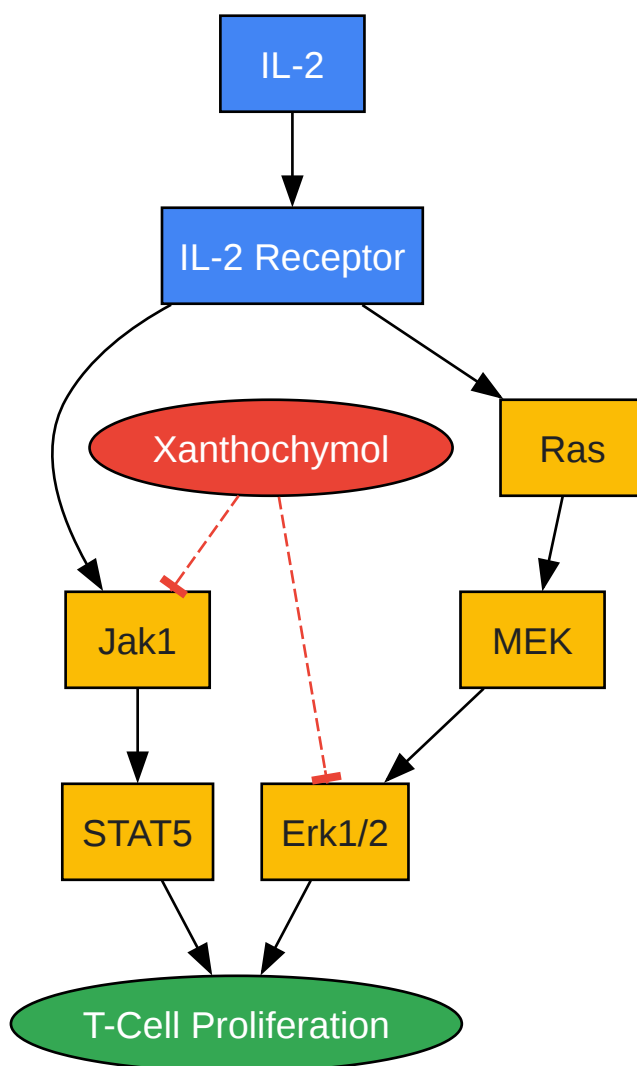 IL-2
IL-2 Receptor
Xanthochymol
Ras
Jak1
MEK
STAT5
Erk1/2
T-Cell Proliferation